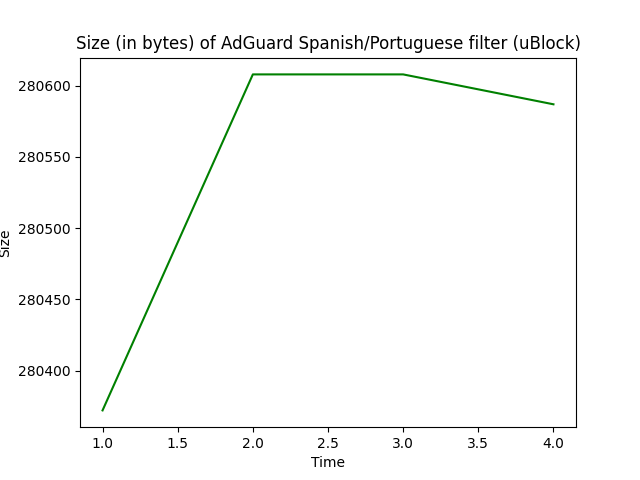 Size (in bytes) of AdGuard Spanish/Portuguese filter (uBlock)
280600
280550
280500
280450
280400
Size
1.0 1.5 2.0 2.5 3.0 3.5 4.0
Time